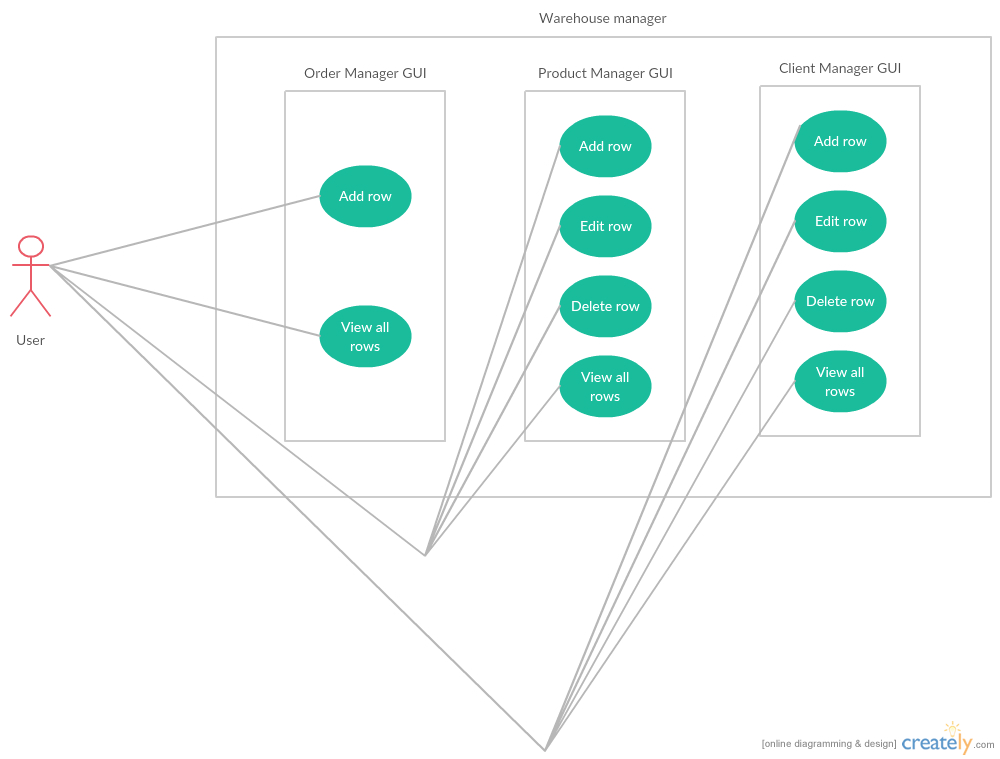 Warehouse manager
Order Manager GUI
Product Manager GUI
Client Manager GUI
Add row
View all
rows
Add row
Edit row
Delete row
View all
rows
Add row
Edit row
Delete row
View all
rows
User
[online diagramming & design] creately.com